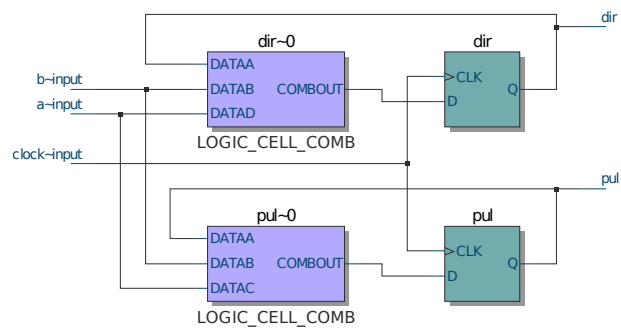 dir
dir~0
dir
DATAA
CLK
b~input
DATAB
COMBOUT
Q
a~input
DATAD
D
LOGIC_CELL_COMB
clock~input
pul
pul~0
pul
DATAA
CLK
DATAB
COMBOUT
Q
DATAC
D
LOGIC_CELL_COMB